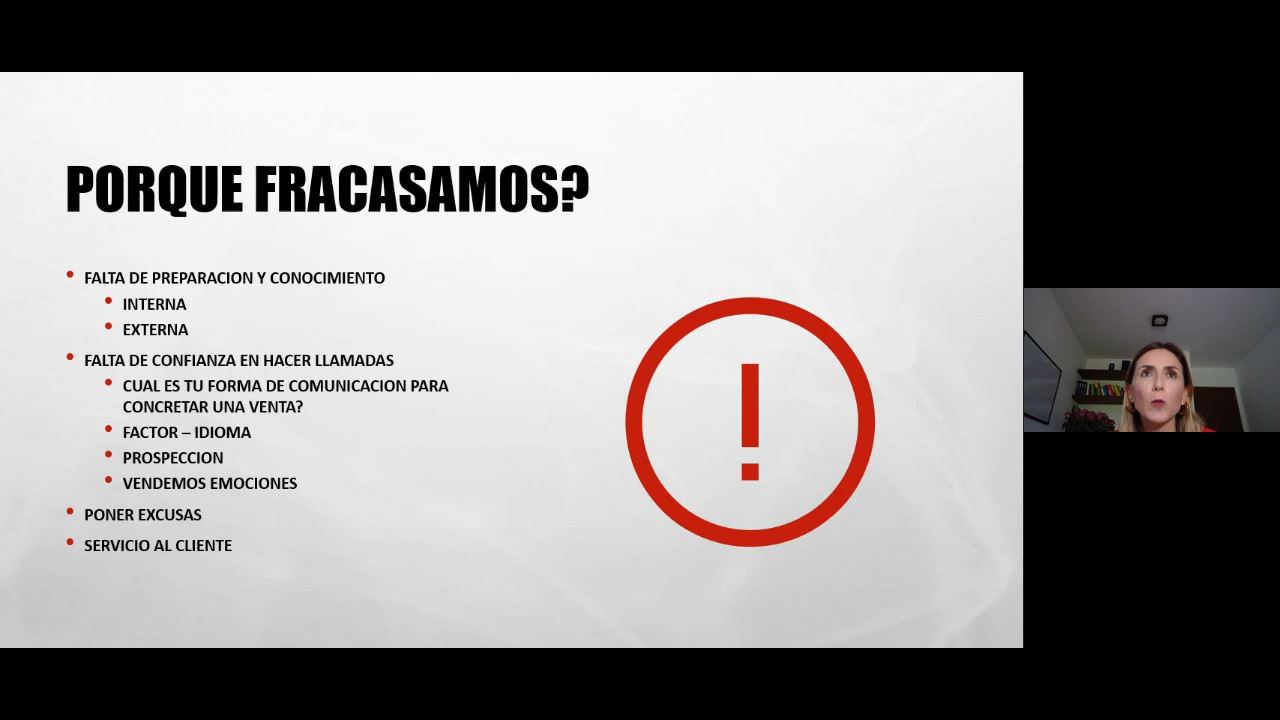 PORQUE FRACASAMOS?
• FALTA DE PREPARACION Y CONOCIMIENTO
• INTERNA
• EXTERNA
• FALTA DE CONFIANZA EN HACER LLAMADAS
• CUAL ES TU FORMA DE COMUNICACION PARA
CONCRETAR UNA VENTA?
• FACTOR – IDIOMA
• PROSPECCION
• VENDEMOS EMOCIONES
• PONER EXCUSAS
• SERVICIO AL CLIENTE
!